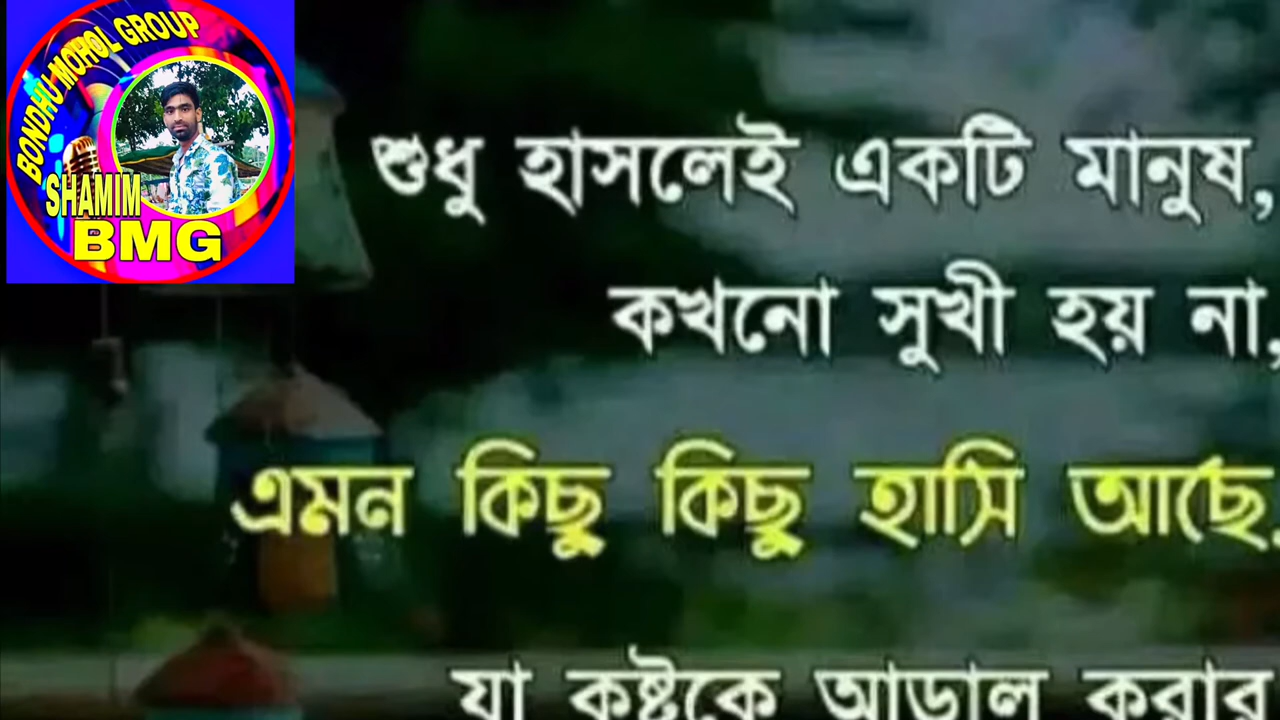 BONDHU MOHOL GROUP
SHAMIM
BMG
শুধু হাসলেই একটি মানুষ,
কখনো সুখী হয় না,
এমন কিছু কিছু হাসি আছে,
যা কষ্টকে আড়াল করার